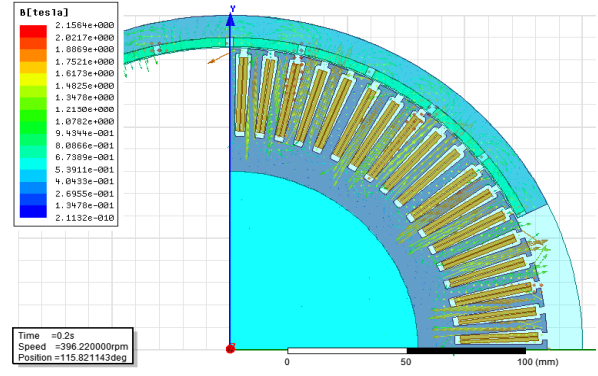 B[tesla]
2.1564e+000
2.0217e+000
1.8869e+000
1.7521e+000
1.6173e+000
1.4825e+000
1.3478e+000
1.2130e+000
1.0782e+000
9.4344e-001
8.0866e-001
6.7389e-001
5.3911e-001
4.0433e-001
2.6955e-001
1.3478e-001
2.1132e-010
Y
Time =0.2s
Speed =396.220000rpm
Position =115.821143deg
0 50 100 (mm)